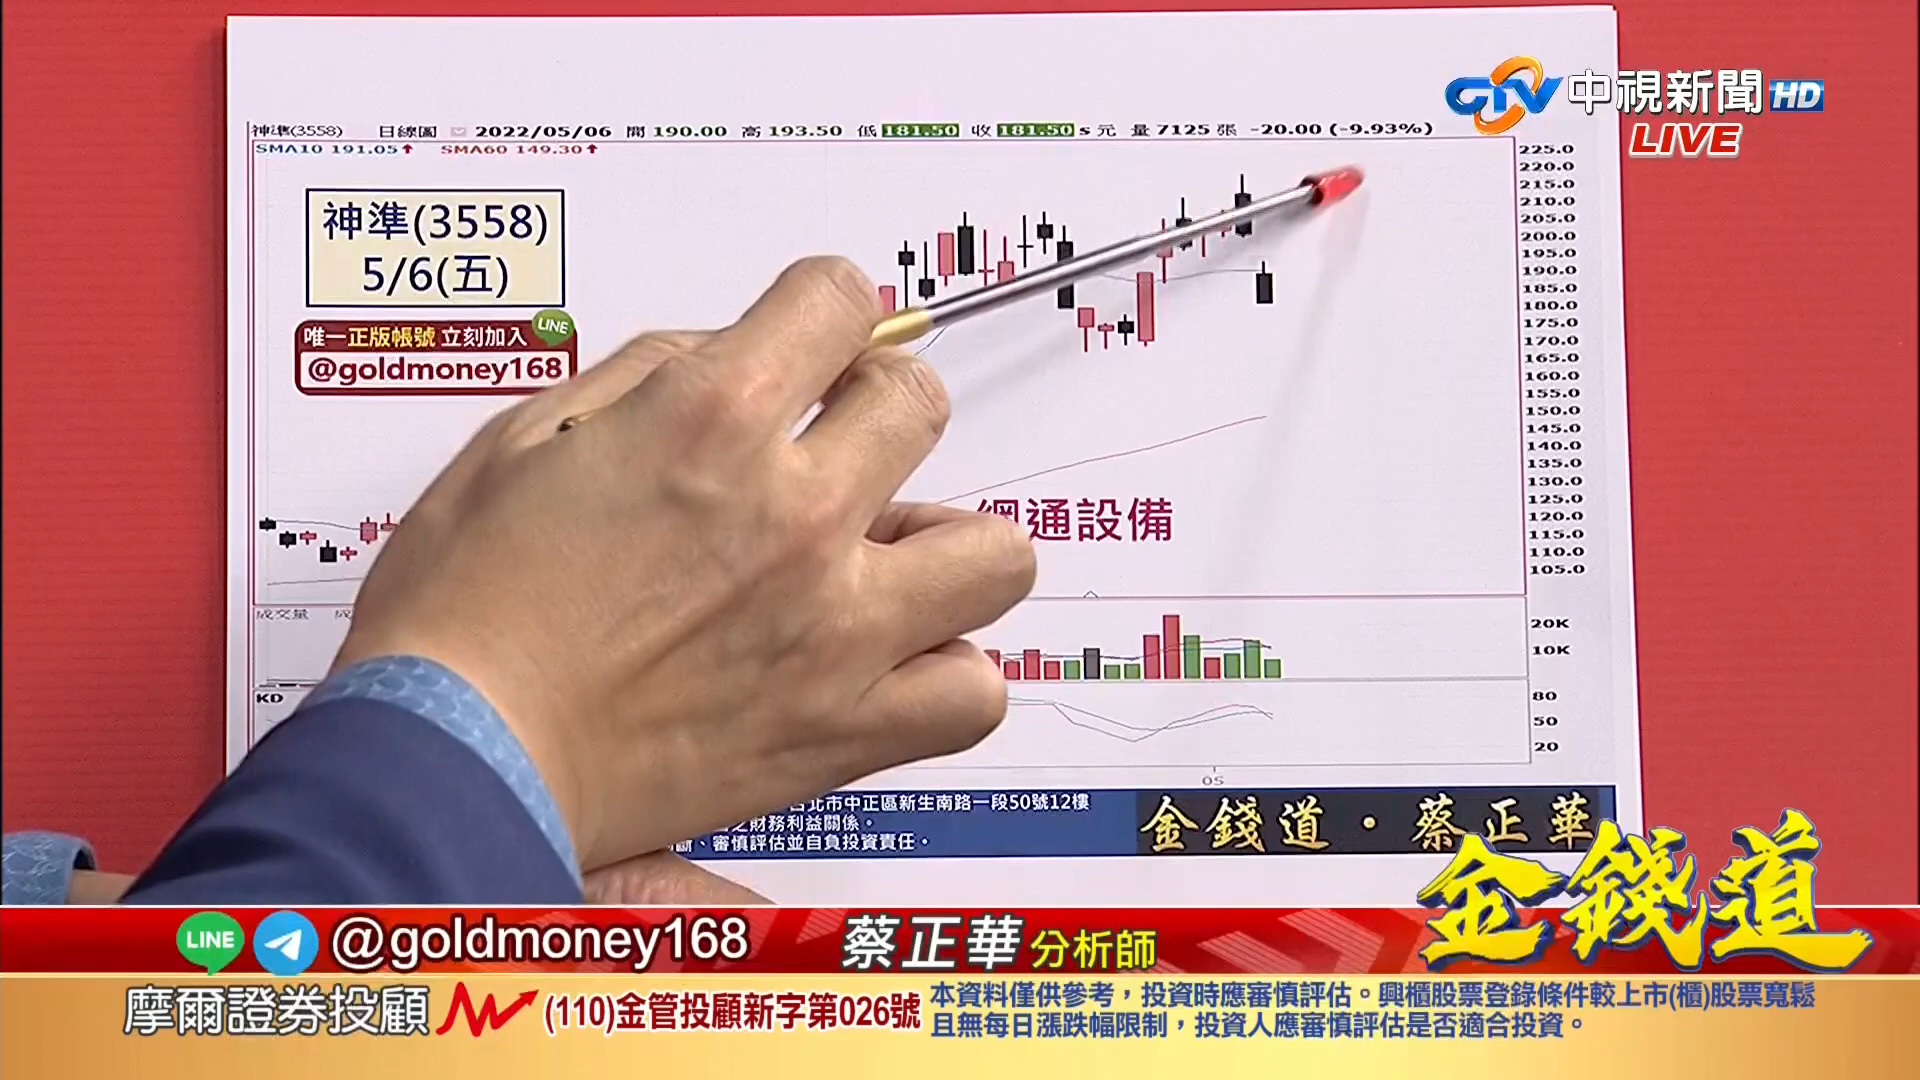 CTV 中視新聞 HD
LIVE
神準(3558) 日線圖 2022/05/06 開 190.00 高 193.50 低 181.50 收 181.50 s 元 量 7125 張 -20.00 (-9.93%)
SMA10 191.05↑ SMA60 149.30↑
神準(3558)
5/6(五)
唯一正版帳號 立刻加入 LINE
@goldmoney168
225.0
220.0
215.0
210.0
205.0
200.0
195.0
190.0
185.0
180.0
175.0
170.0
165.0
160.0
155.0
150.0
145.0
140.0
135.0
130.0
125.0
120.0
115.0
110.0
105.0
網通設備
成交量
20K
10K
KD
80
50
20
05
台北市中正區新生南路一段50號12樓
之財務利益關係。
斷、審慎評估並自負投資責任。
金錢道・蔡正華
金錢道
LINE @goldmoney168 蔡正華 分析師
摩爾證券投顧 (110)金管投顧新字第026號
本資料僅供參考，投資時應審慎評估。興櫃股票登錄條件較上市(櫃)股票寬鬆
且無每日漲跌幅限制，投資人應審慎評估是否適合投資。